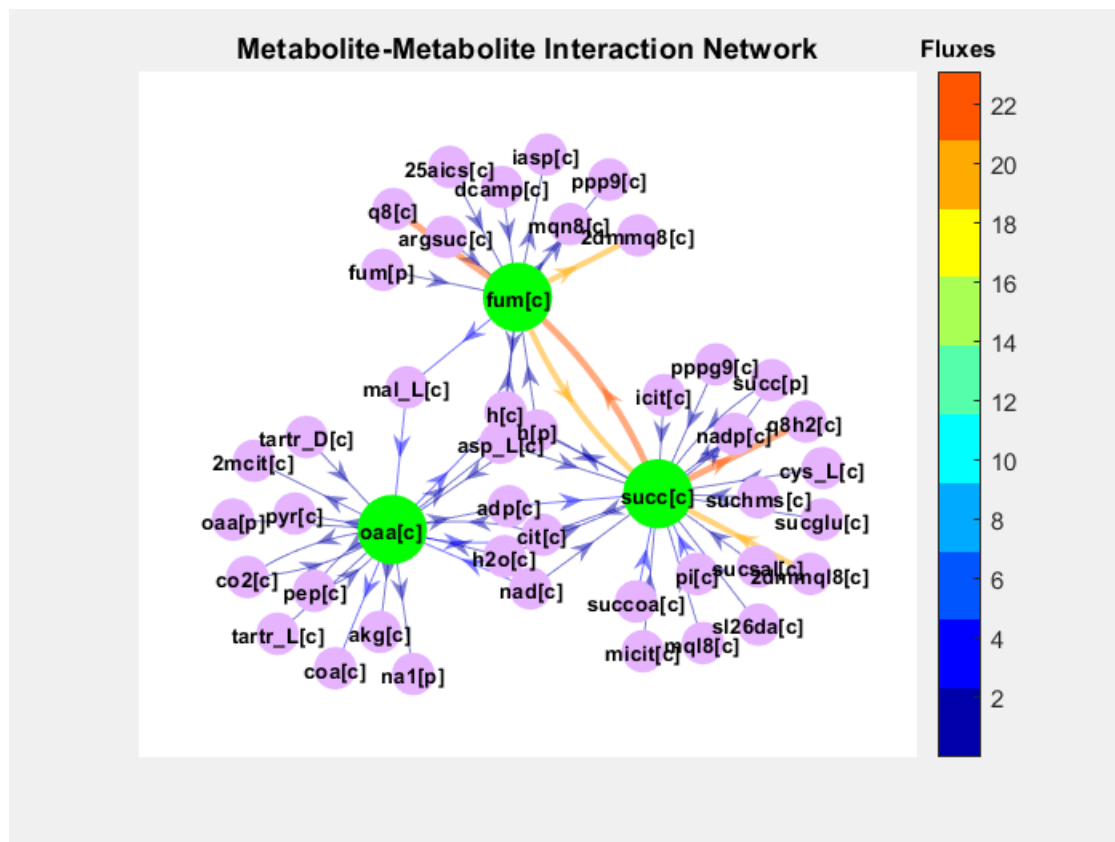 Metabolite-Metabolite Interaction Network
Fluxes
iasp[c]
25aics[c]
dcamp[c]
ppp9[c]
q8[c]
mqn8[c]
argsuc[c]
2dmmq8[c]
fum[p]
fum[c]
mal_L[c]
h[c]
h[p]
asp_L[c]
pppg9[c]
succ[p]
icit[c]
q8h2[c]
nadp[c]
cys_L[c]
succ[c]
suchms[c]
sucglu[c]
tartr_D[c]
2mcit[c]
oaa[p]
pyr[c]
oaa[c]
adp[c]
cit[c]
h2o[c]
nad[c]
co2[c]
pep[c]
tartr_L[c]
akg[c]
coa[c]
na1[p]
pi[c]
sucsal[c]
2dmmql8[c]
succoa[c]
sl26da[c]
micit[c]
mql8[c]
22
20
18
16
14
12
10
8
6
4
2